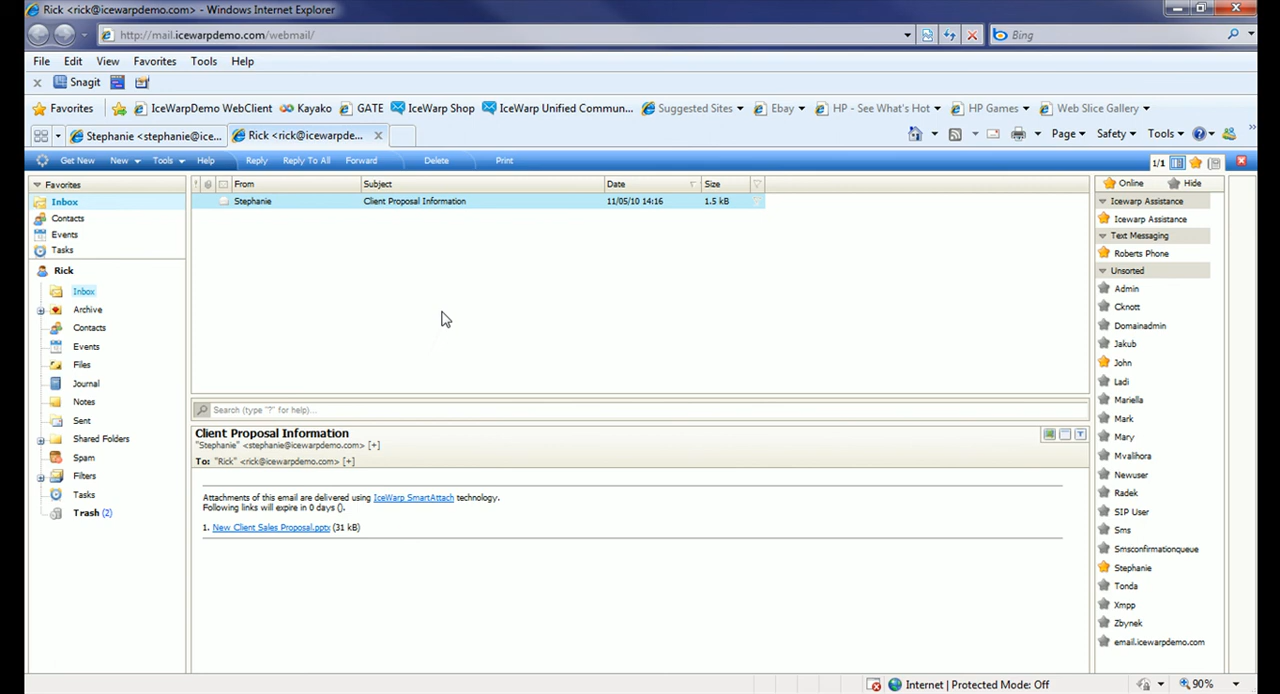 Rick <rick@icewarpdemo.com> - Windows Internet Explorer
http://mail.icewarpdemo.com/webmail/
Bing
File Edit View Favorites Tools Help
Snagit
Favorites IceWarpDemo WebClient Kayako GATE IceWarp Shop IceWarp Unified Commun... Suggested Sites Ebay HP - See What's Hot HP Games Web Slice Gallery
Stephanie <stephanie@ice... Rick <rick@icewarpde... Page Safety Tools
Get New New Tools Help Reply Reply To All Forward Delete Print 1/1
Favorites
Inbox
Contacts
Events
Tasks
Rick
Inbox
Archive
Contacts
Events
Files
Journal
Notes
Sent
Shared Folders
Spam
Filters
Tasks
Trash (2)
From Subject Date Size
Stephanie Client Proposal Information 11/05/10 14:16 1.5 kB
Search (type "?" for help)...
Client Proposal Information
"Stephanie" <stephanie@icewarpdemo.com> [+]
To: "Rick" <rick@icewarpdemo.com> [+]
Attachments of this email are delivered using IceWarp SmartAttach technology.
Following links will expire in 0 days ().
1. New Client Sales Proposal.pptx (31 kB)
Online Hide
Icewarp Assistance
Icewarp Assistance
Text Messaging
Roberts Phone
Unsorted
Admin
Cknott
Domainadmin
Jakub
John
Ladi
Mariella
Mark
Mary
Mvalihora
Newuser
Radek
SIP User
Sms
Smsconfirmationqueue
Stephanie
Tonda
Xmpp
Zbynek
email.icewarpdemo.com
Internet | Protected Mode: Off 90%